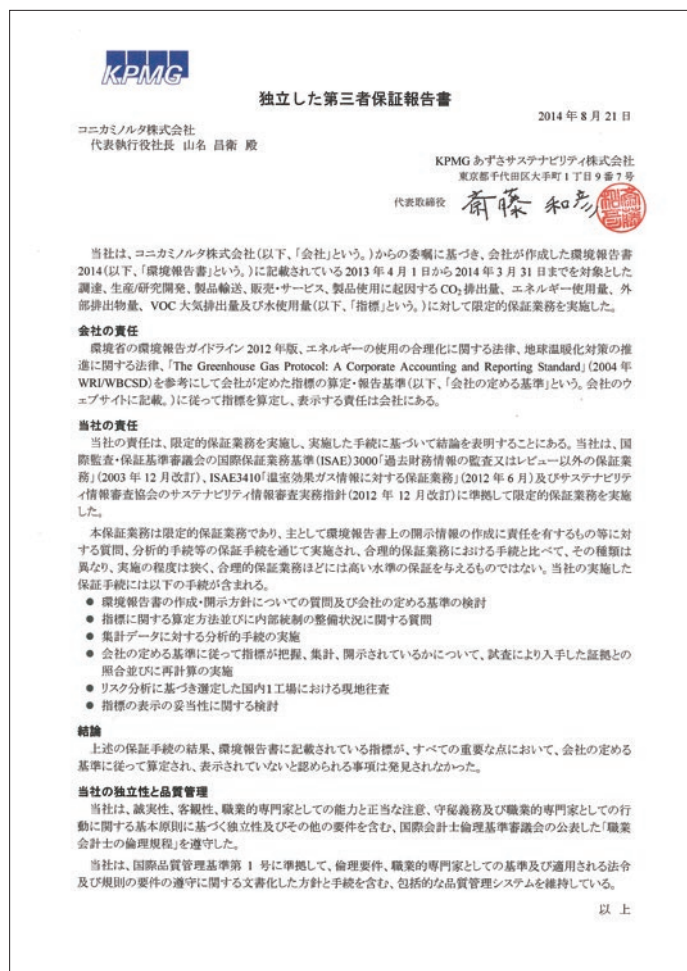 KPMG
独立した第三者保証報告書
2014 年 8 月 21 日
コニカミノルタ株式会社
代表執行役社長 山名 昌衛 殿
KPMG あずさサステナビリティ株式会社
東京都千代田区大手町 1 丁目 9 番 7 号
代表取締役 斎藤 和彦
当社は、コニカミノルタ株式会社(以下、「会社」という。)からの委嘱に基づき、会社が作成した環境報告書
2014(以下、「環境報告書」という。)に記載されている 2013 年 4 月 1 日から 2014 年 3 月 31 日までを対象とした
調達、生産/研究開発、製品輸送、販売・サービス、製品使用に起因する CO₂ 排出量、エネルギー使用量、外
部排出物量、VOC 大気排出量及び水使用量(以下、「指標」という。)に対して限定的保証業務を実施した。
会社の責任
環境省の環境報告ガイドライン 2012 年版、エネルギーの使用の合理化に関する法律、地球温暖化対策の推
進に関する法律、「The Greenhouse Gas Protocol: A Corporate Accounting and Reporting Standard」(2004 年
WRI/WBCSD)を参考にして会社が定めた指標の算定・報告基準(以下、「会社の定める基準」という。会社のウ
ェブサイトに記載。)に従って指標を算定し、表示する責任は会社にある。
当社の責任
当社の責任は、限定的保証業務を実施し、実施した手続に基づいて結論を表明することにある。当社は、国
際監査・保証基準審議会の国際保証業務基準(ISAE)3000「過去財務情報の監査又はレビュー以外の保証業
務」(2003 年 12 月改訂)、ISAE3410「温室効果ガス情報に対する保証業務」(2012 年 6 月)及びサステナビリテ
ィ情報審査協会のサステナビリティ情報審査実務指針(2012 年 12 月改訂)に準拠して限定的保証業務を実施
した。
本保証業務は限定的保証業務であり、主として環境報告書上の開示情報の作成に責任を有するもの等に対
する質問、分析的手続等の保証手続を通じて実施され、合理的保証業務における手続と比べて、その種類は
異なり、実施の程度は狭く、合理的保証業務ほどには高い水準の保証を与えるものではない。当社の実施した
保証手続には以下の手続が含まれる。
● 環境報告書の作成・開示方針についての質問及び会社の定める基準の検討
● 指標に関する算定方法並びに内部統制の整備状況に関する質問
● 集計データに対する分析的手続の実施
● 会社の定める基準に従って指標が把握、集計、開示されているかについて、試査により入手した証拠との
照合並びに再計算の実施
● リスク分析に基づき選定した国内1工場における現地往査
● 指標の表示の妥当性に関する検討
結論
上述の保証手続の結果、環境報告書に記載されている指標が、すべての重要な点において、会社の定める
基準に従って算定され、表示されていないと認められる事項は発見されなかった。
当社の独立性と品質管理
当社は、誠実性、客観性、職業的専門家としての能力と正当な注意、守秘義務及び職業的専門家としての行
動に関する基本原則に基づく独立性及びその他の要件を含む、国際会計士倫理基準審議会の公表した「職業
会計士の倫理規程」を遵守した。
当社は、国際品質管理基準第 1 号に準拠して、倫理要件、職業的専門家としての基準及び適用される法令
及び規則の要件の遵守に関する文書化した方針と手続を含む、包括的な品質管理システムを維持している。
以 上